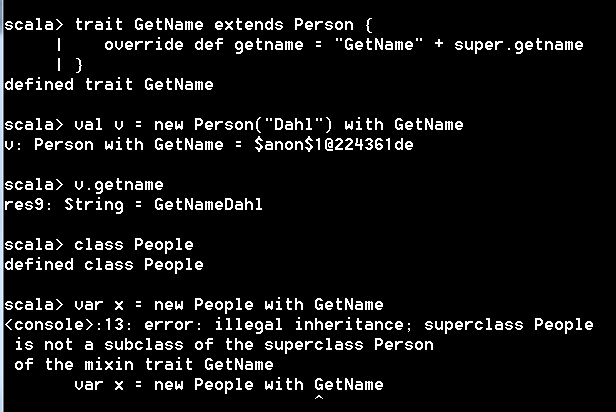 scala> trait GetName extends Person {
     |    override def getname = "GetName" + super.getname
     | }
defined trait GetName
scala> val v = new Person("Dahl") with GetName
v: Person with GetName = $anon$1@224361de
scala> v.getname
res9: String = GetNameDahl
scala> class People
defined class People
scala> var x = new People with GetName
<console>:13: error: illegal inheritance; superclass People
 is not a subclass of the superclass Person
 of the mixin trait GetName
       var x = new People with GetName
                               ^